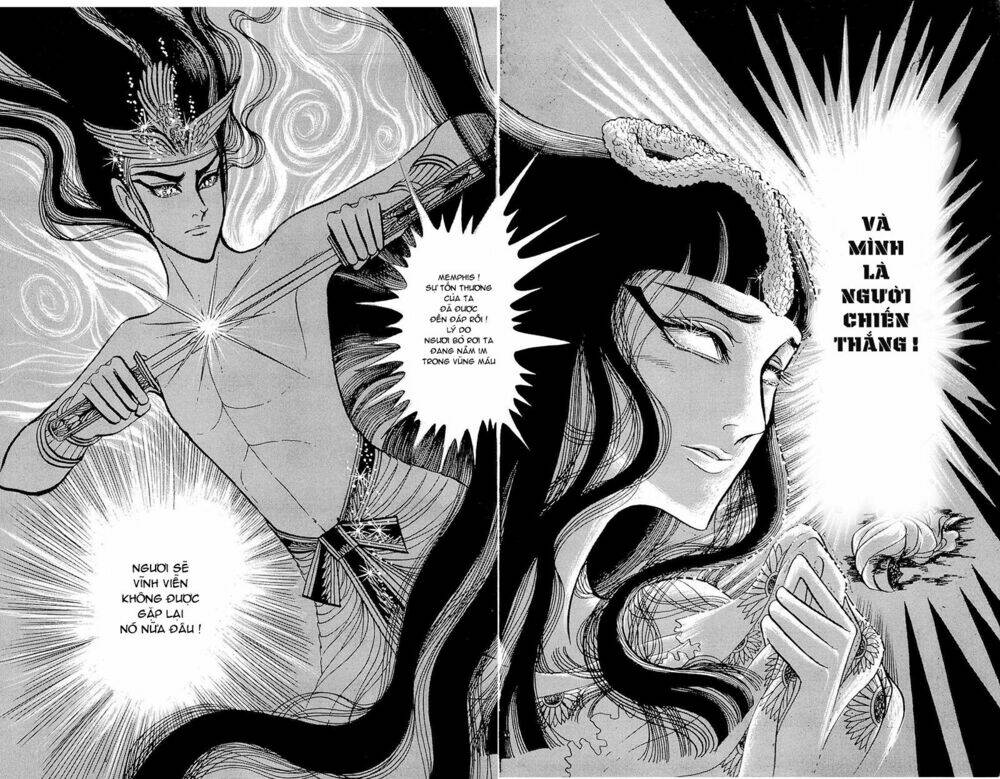 MEMPHIS !
SỰ TỔN THƯƠNG
CỦA TA
ĐÃ ĐƯỢC
ĐỀN ĐÁP RỒI !
LÝ DO
NGƯƠI BỎ RƠI TA
ĐANG NẰM IM
TRONG VŨNG MÁU
NGƯƠI SẼ
VĨNH VIỄN
KHÔNG ĐƯỢC
GẶP LẠI
NÓ NỮA ĐÂU !
VÀ
MÌNH
LÀ
NGƯỜI
CHIẾN
THẮNG !